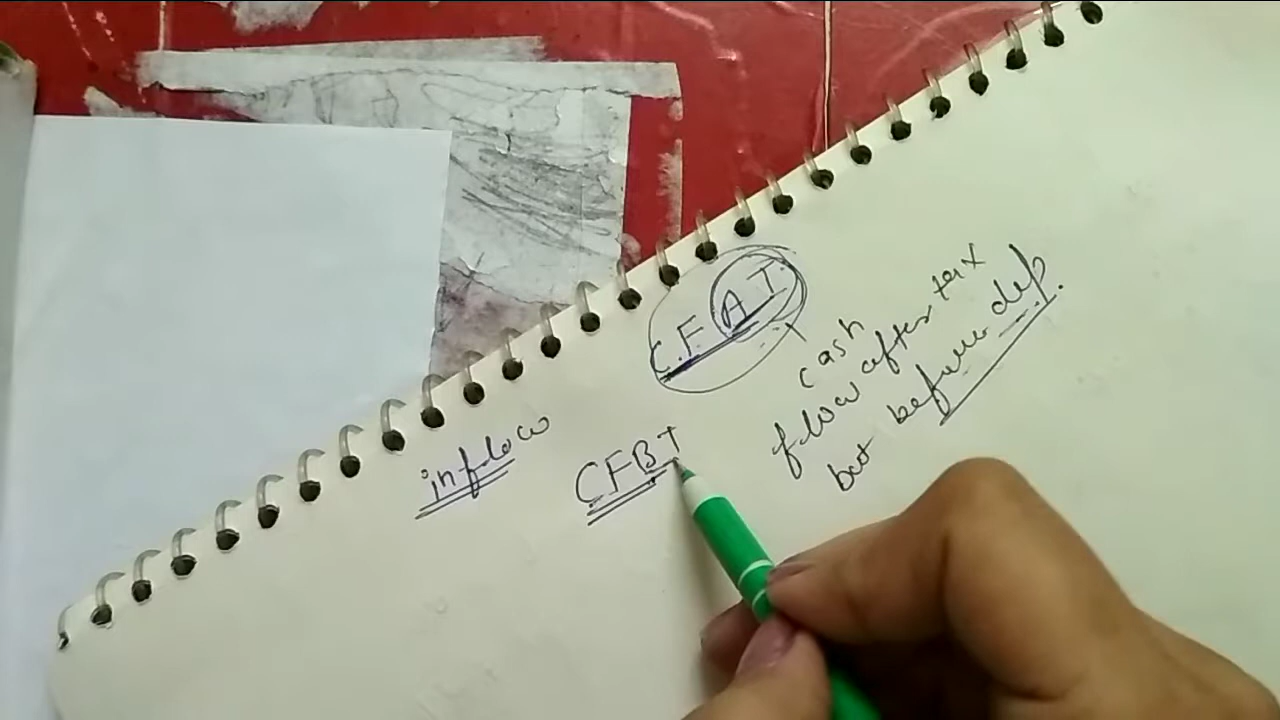 C.F.A.T.
cash
flow after tax
but before dep.
inflow
CFBT